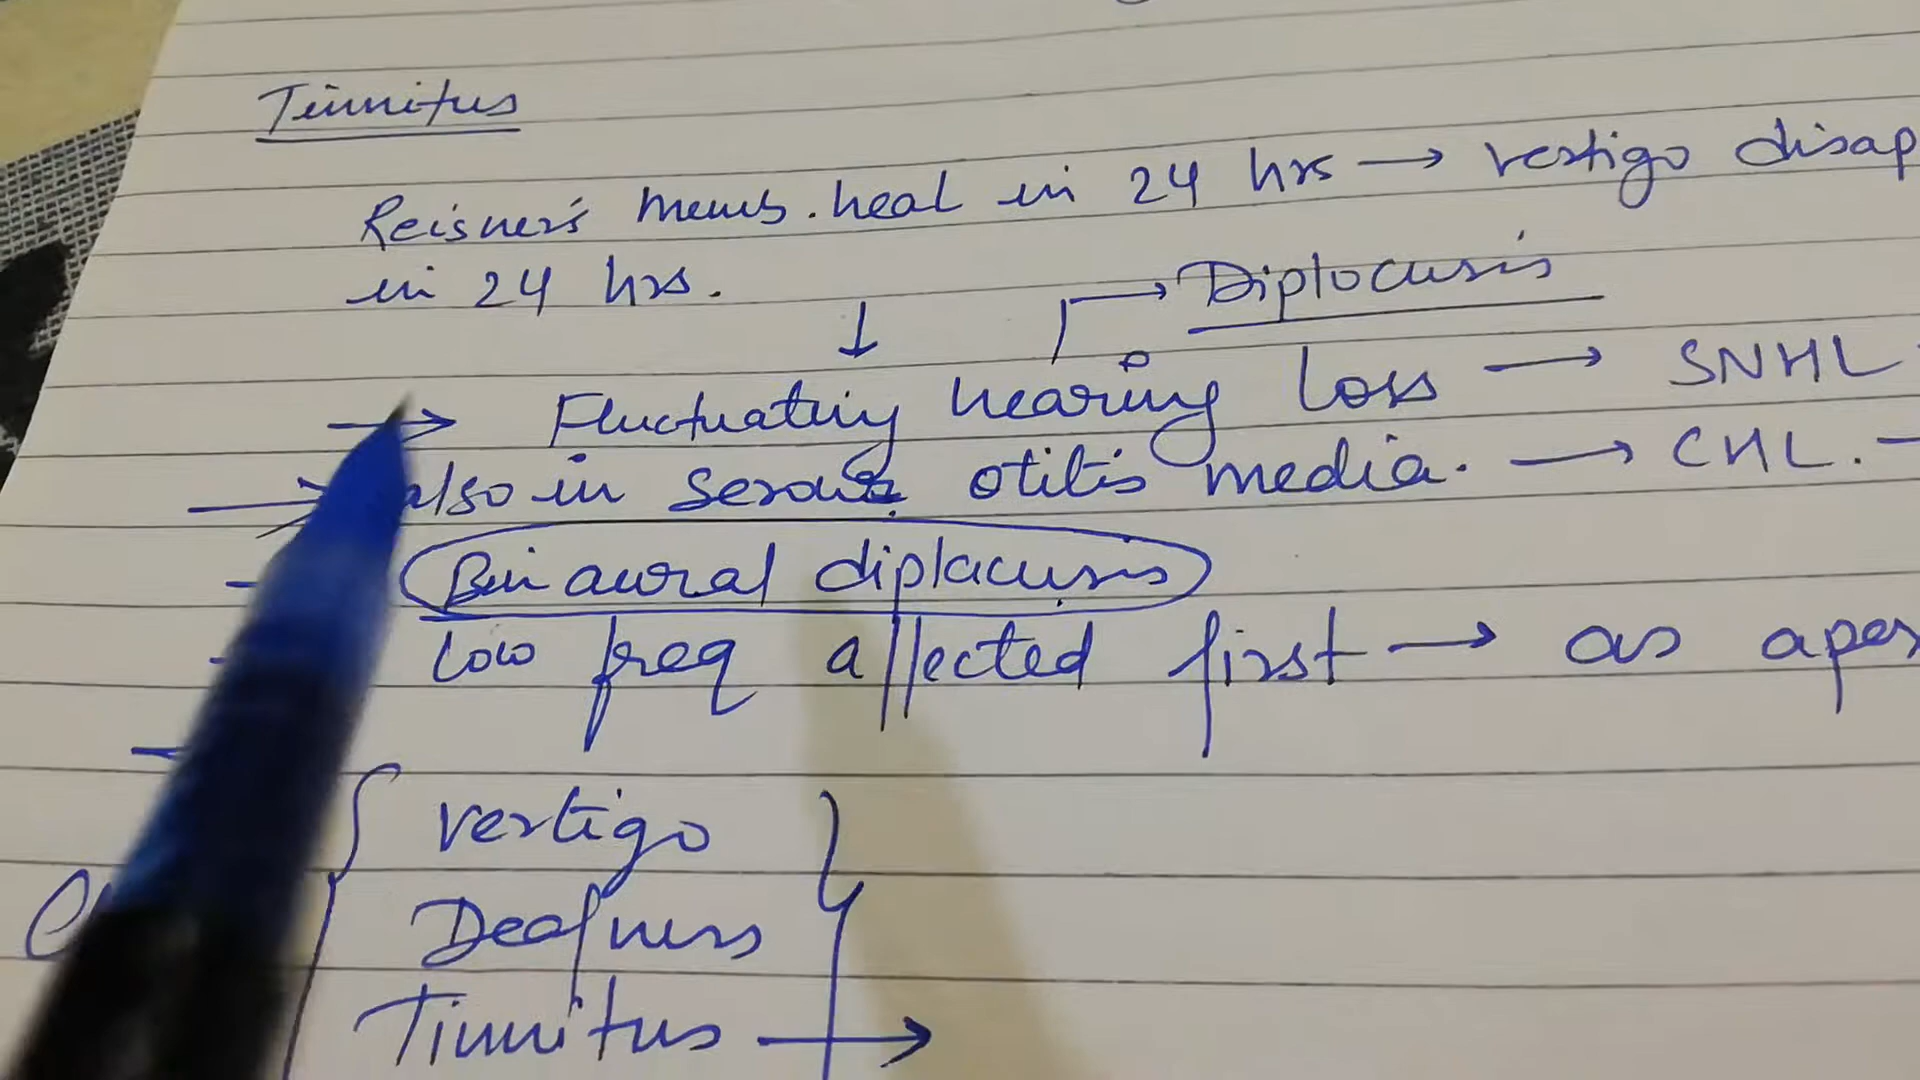 Tinnitus
Reisner's memb. heal in 24 hrs → vertigo disap
in 24 hrs.
↓ → Diplocusis
→ Fluctuating hearing loss → SNHL
→ also in serous otitis media. → CHL. -
Binaural diplacusis
low freq affected first → as apex
vertigo
Deafness
Tinnitus →